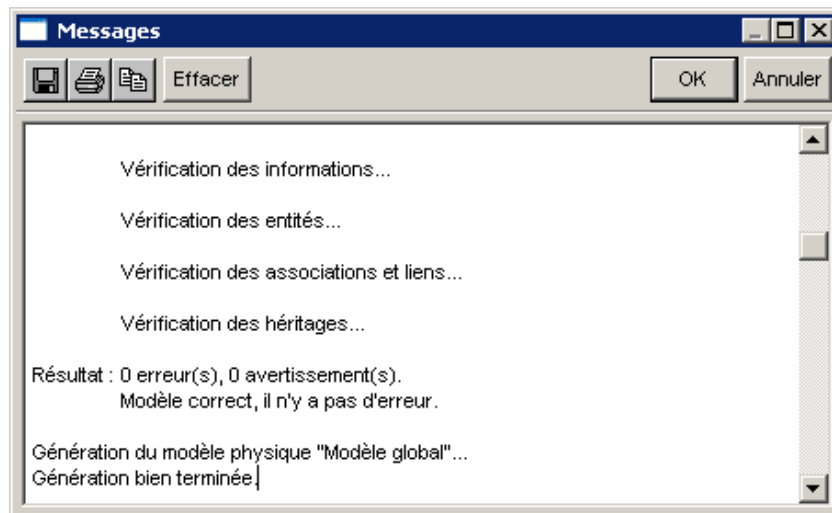 Messages
Effacer
OK
Annuler
Vérification des informations...
Vérification des entités...
Vérification des associations et liens...
Vérification des héritages...
Résultat : 0 erreur(s), 0 avertissement(s).
Modèle correct, il n'y a pas d'erreur.
Génération du modèle physique "Modèle global"...
Génération bien terminée.